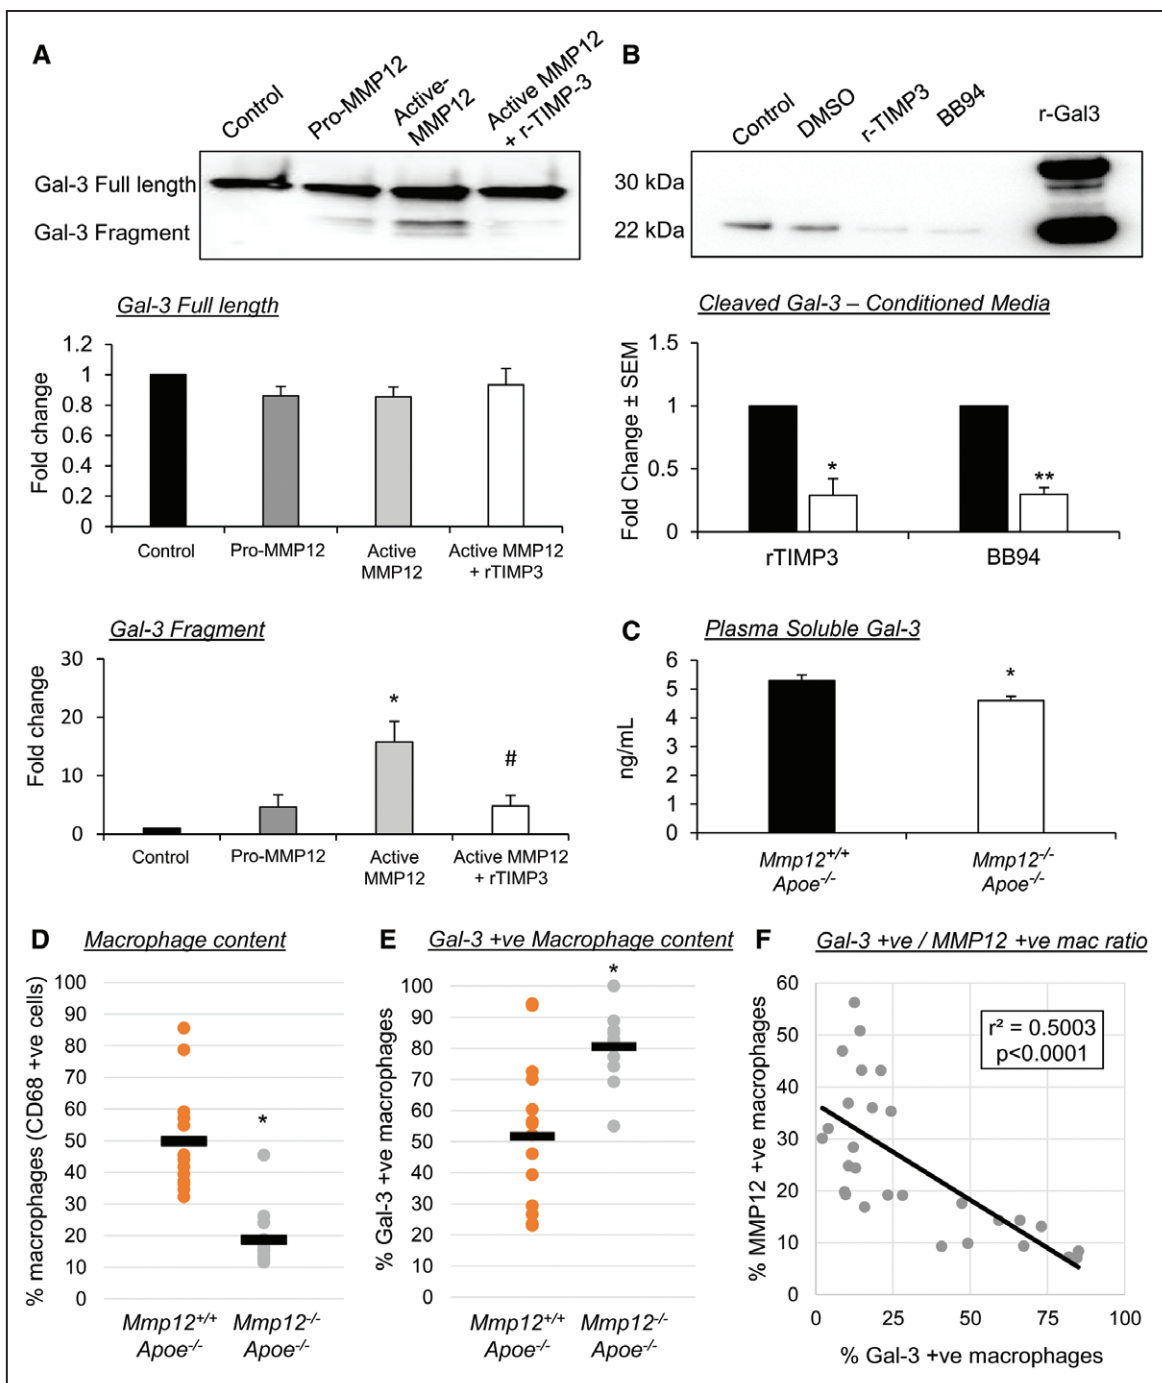 A
Control
Pro-MMP12
Active-
MMP12
Active MMP12
+ r-TIMP-3
Gal-3 Full length
Gal-3 Fragment
Gal-3 Full length
Fold change
1.2
1
0.8
0.6
0.4
0.2
0
Control
Pro-MMP12
Active
MMP12
Active MMP12
+ rTIMP3
Gal-3 Fragment
Fold change
30
20
10
0
*
#
Control
Pro-MMP12
Active
MMP12
Active MMP12
+ rTIMP3
B
Control
DMSO
r-TIMP3
BB94
r-Gal3
30 kDa
22 kDa
Cleaved Gal-3 – Conditioned Media
Fold Change ± SEM
1.5
1
0.5
0
*
**
rTIMP3
BB94
C
Plasma Soluble Gal-3
ng/mL
6
5
4
3
2
1
0
*
Mmp12+/+
Apoe-/-
Mmp12-/-
Apoe-/-
D
Macrophage content
% macrophages (CD68 +ve cells)
100
90
80
70
60
50
40
30
20
10
0
*
Mmp12+/+
Apoe-/-
Mmp12-/-
Apoe-/-
E
Gal-3 +ve Macrophage content
% Gal-3 +ve macrophages
100
90
80
70
60
50
40
30
20
10
0
*
Mmp12+/+
Apoe-/-
Mmp12-/-
Apoe-/-
F
Gal-3 +ve / MMP12 +ve mac ratio
% MMP12 +ve macrophages
60
50
40
30
20
10
0
r² = 0.5003
p<0.0001
0
25
50
75
100
% Gal-3 +ve macrophages